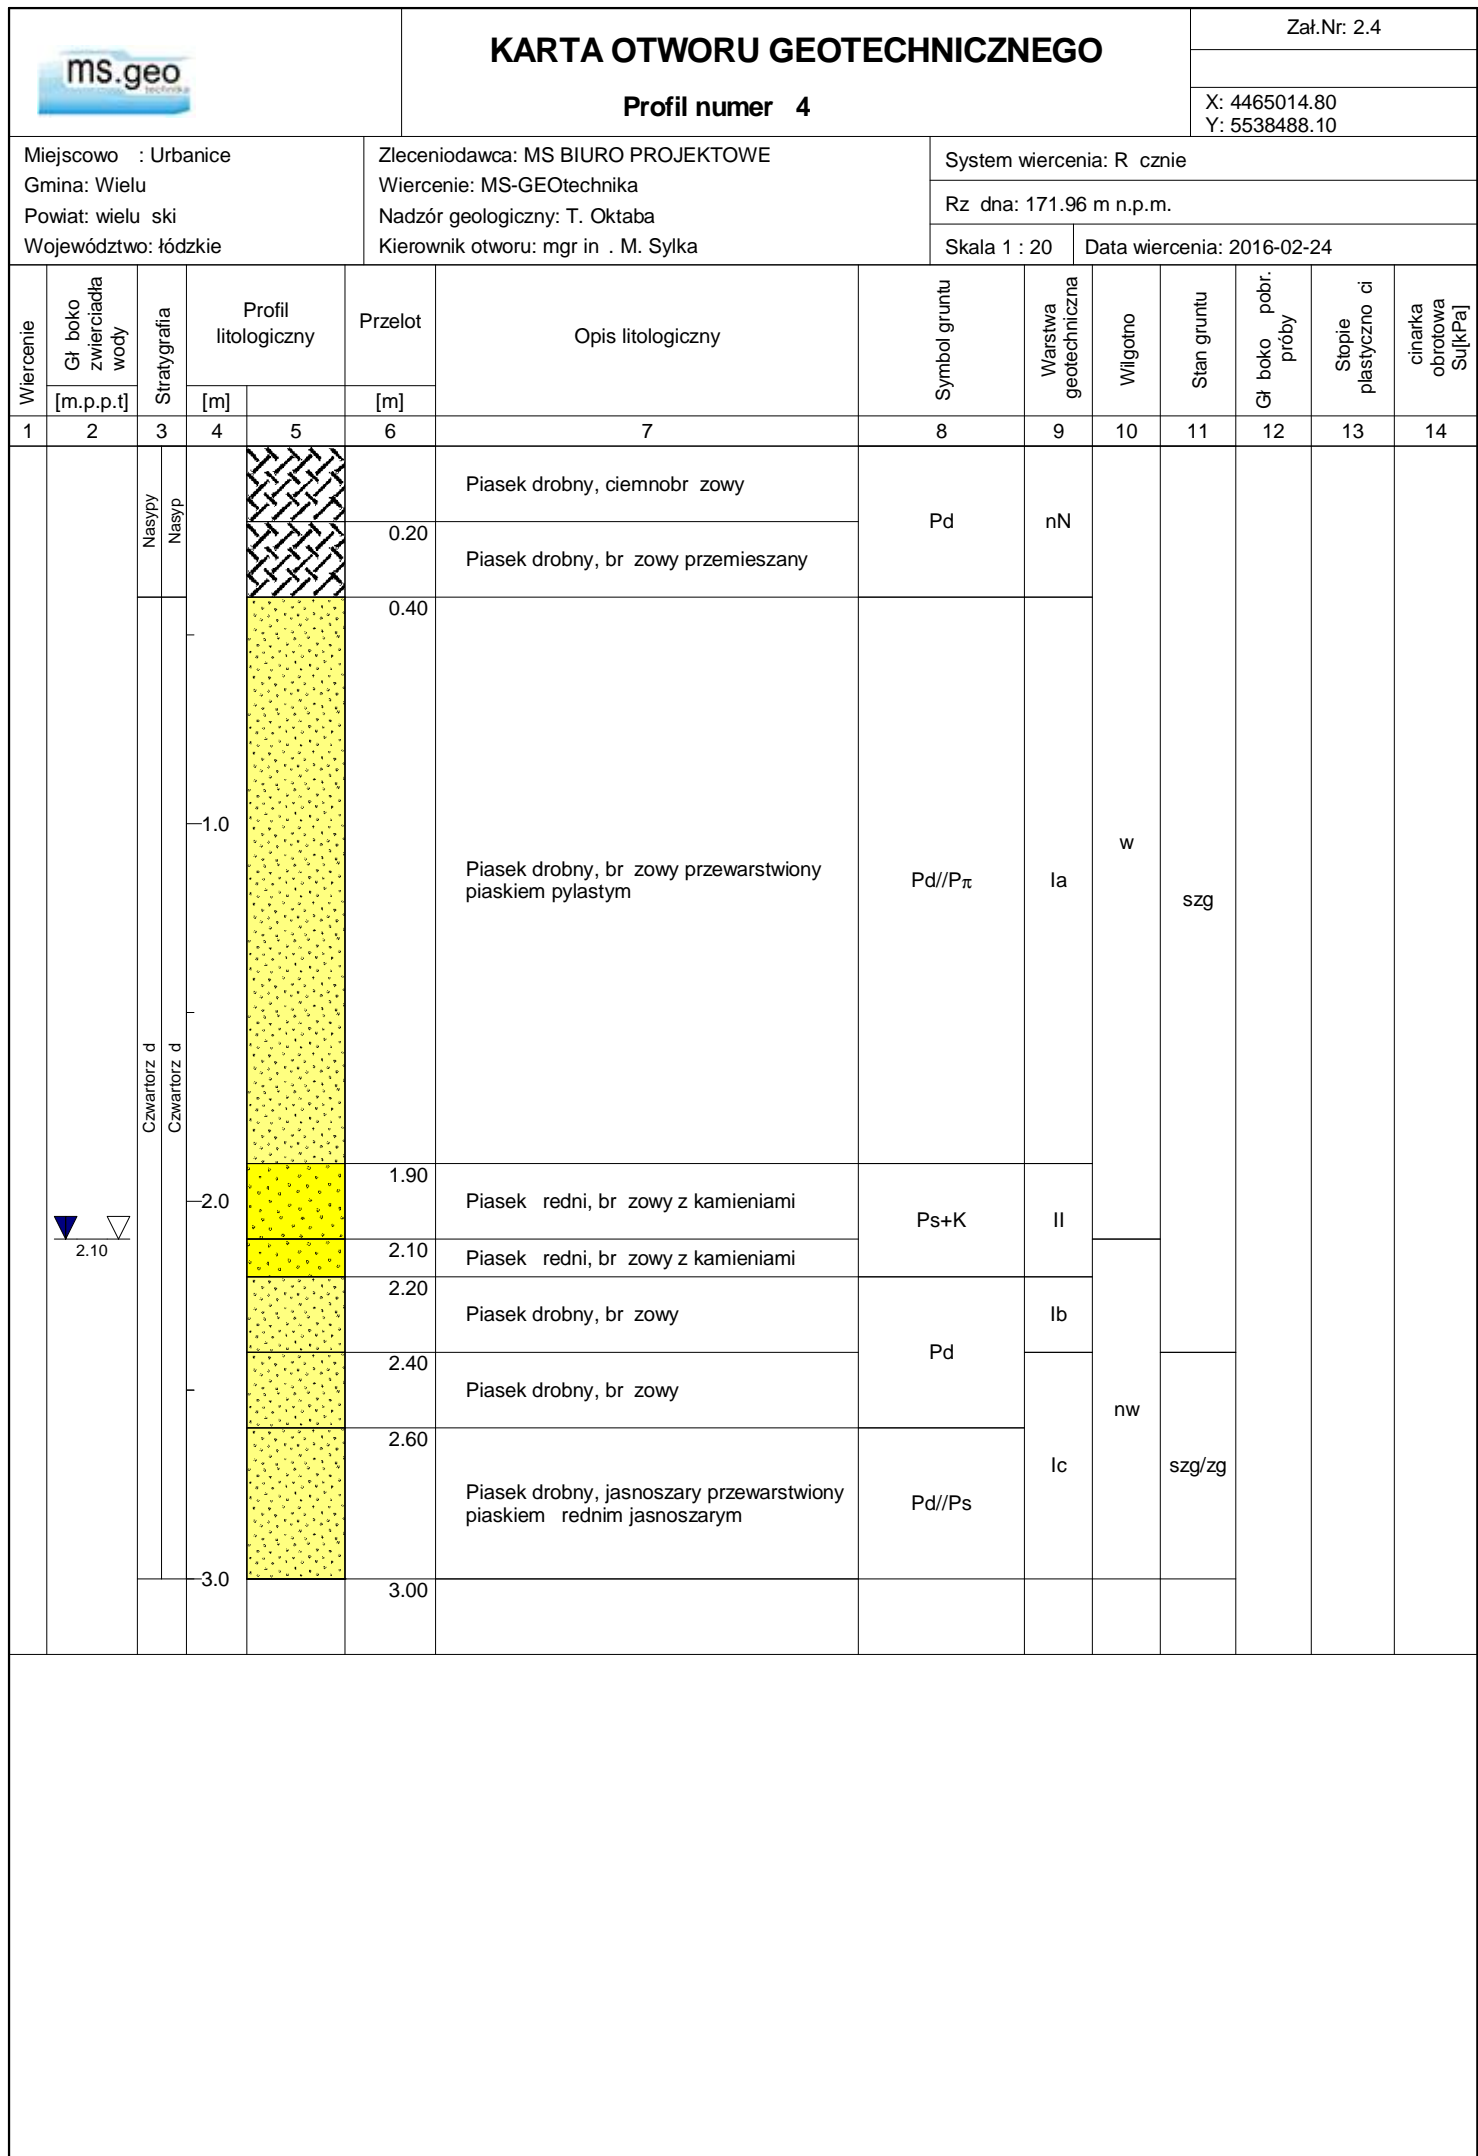 ms.geo
technika
KARTA OTWORU GEOTECHNICZNEGO
Profil numer 4
Zał.Nr: 2.4
X: 4465014.80
Y: 5538488.10
Miejscowo : Urbanice
Gmina: Wielu
Powiat: wielu ski
Województwo: łódzkie
Zleceniodawca: MS BIURO PROJEKTOWE
Wiercenie: MS-GEOtechnika
Nadzór geologiczny: T. Oktaba
Kierownik otworu: mgr in . M. Sylka
System wiercenia: R cznie
Rz dna: 171.96 m n.p.m.
Skala 1 : 20
Data wiercenia: 2016-02-24
Wiercenie
Gł boko
zwierciadła
wody
[m.p.p.t]
Stratygrafia
Profil
litologiczny
[m]
Przelot
[m]
Opis litologiczny
Symbol gruntu
Warstwa
geotechniczna
Wilgotno
Stan gruntu
Gł boko pobr.
próby
Stopie
plastyczno ci
cinarka
obrotowa
Su[kPa]
1 2 3 4 5 6 7 8 9 10 11 12 13 14
Nasypy
Nasyp
Piasek drobny, ciemnobr zowy
Pd
nN
0.20
Piasek drobny, br zowy przemieszany
0.40
1.0
Piasek drobny, br zowy przewarstwiony
piaskiem pylastym
Pd//Pπ
Ia
w
szg
Czwartorz d
Czwartorz d
1.90
2.0
Piasek redni, br zowy z kamieniami
Ps+K
II
2.10
2.10
Piasek redni, br zowy z kamieniami
2.20
Piasek drobny, br zowy
Ib
Pd
2.40
Piasek drobny, br zowy
nw
2.60
Ic
szg/zg
Piasek drobny, jasnoszary przewarstwiony
piaskiem rednim jasnoszarym
Pd//Ps
3.0
3.00